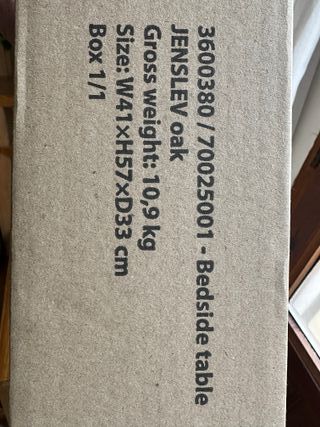 3600380 / 70025001 - Bedside table
JENSLEV oak
Gross weight: 10,9 kg
Size: W41×H57×D33 cm
Box 1/1